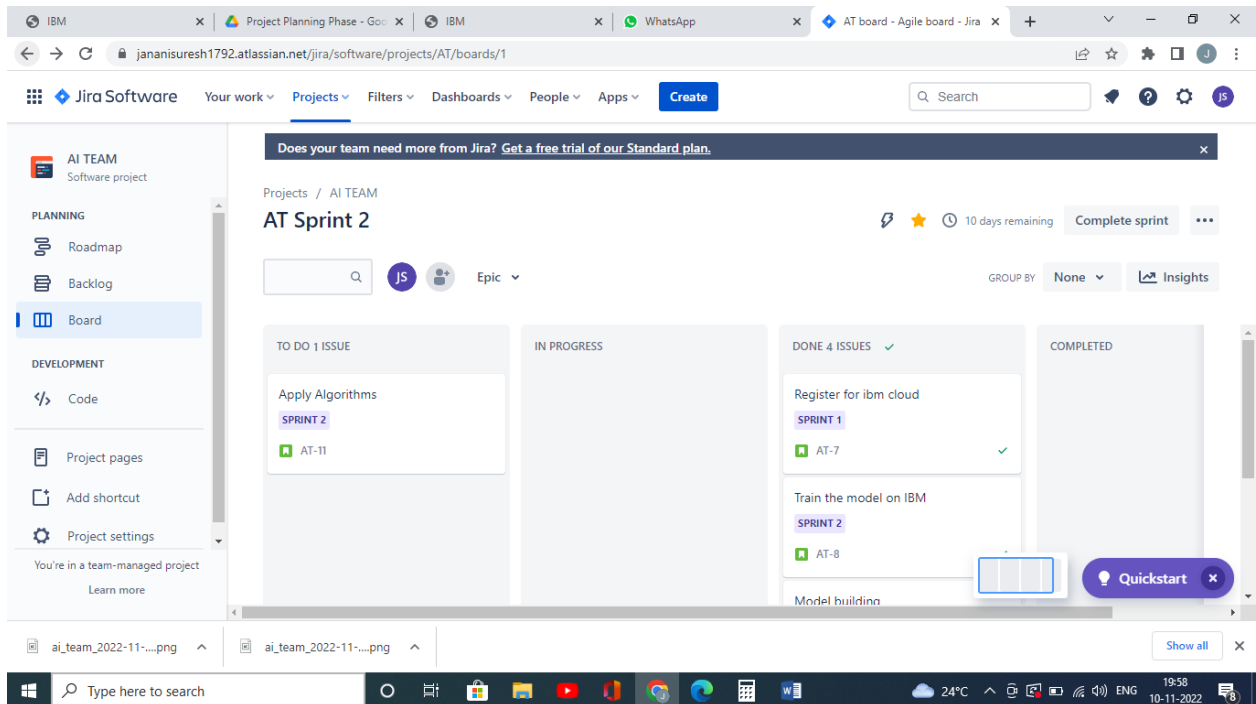 IBM
Project Planning Phase - Goo
IBM
WhatsApp
AT board - Agile board - Jira
jananisuresh1792.atlassian.net/jira/software/projects/AT/boards/1
J
Jira Software Your work Projects Filters Dashboards People Apps Create Search JS
Does your team need more from Jira? Get a free trial of our Standard plan.
AI TEAM
Software project
PLANNING
Roadmap
Backlog
Board
DEVELOPMENT
Code
Project pages
Add shortcut
Project settings
You're in a team-managed project
Learn more
Projects / AI TEAM
AT Sprint 2
10 days remaining
Complete sprint
JS
Epic
GROUP BY None
Insights
TO DO 1 ISSUE
Apply Algorithms
SPRINT 2
AT-11
IN PROGRESS
DONE 4 ISSUES
Register for ibm cloud
SPRINT 1
AT-7
Train the model on IBM
SPRINT 2
AT-8
Model building
COMPLETED
Quickstart
ai_team_2022-11-....png
ai_team_2022-11-....png
Show all
Type here to search
24°C
ENG
19:58
10-11-2022
8